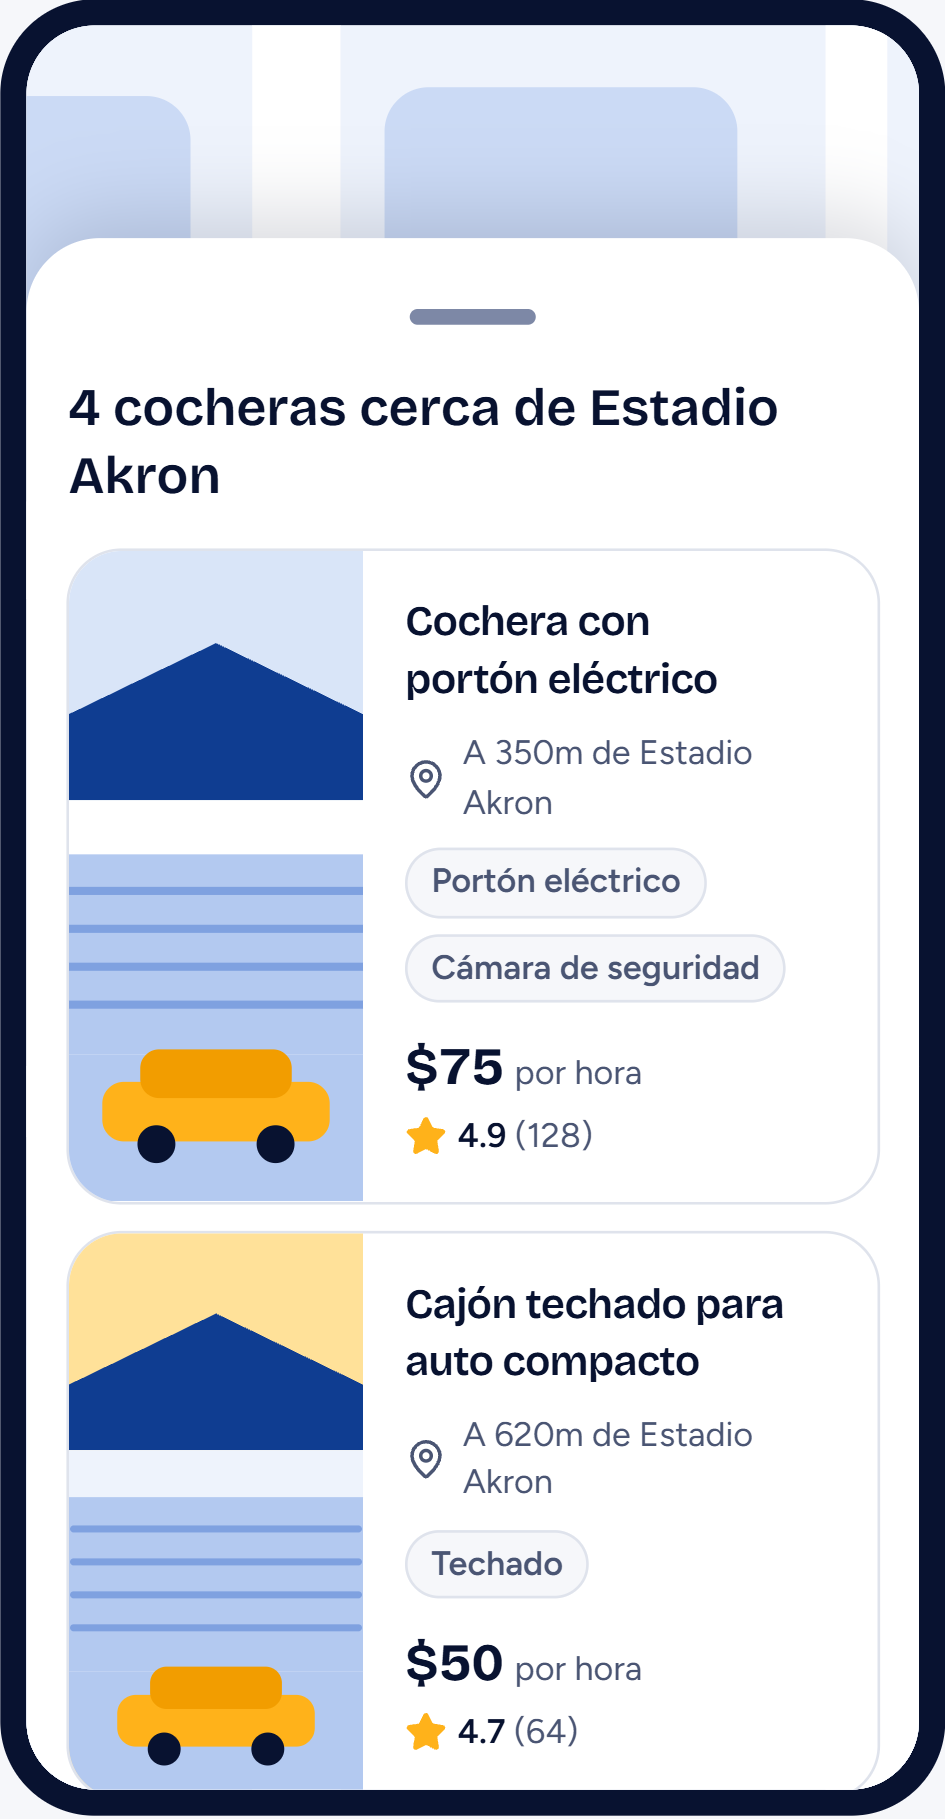 4 cocheras cerca de Estadio
Akron
Cochera con
portón eléctrico
A 350m de Estadio
Akron
Portón eléctrico
Cámara de seguridad
$75 por hora
4.9 (128)
Cajón techado para
auto compacto
A 620m de Estadio
Akron
Techado
$50 por hora
4.7 (64)